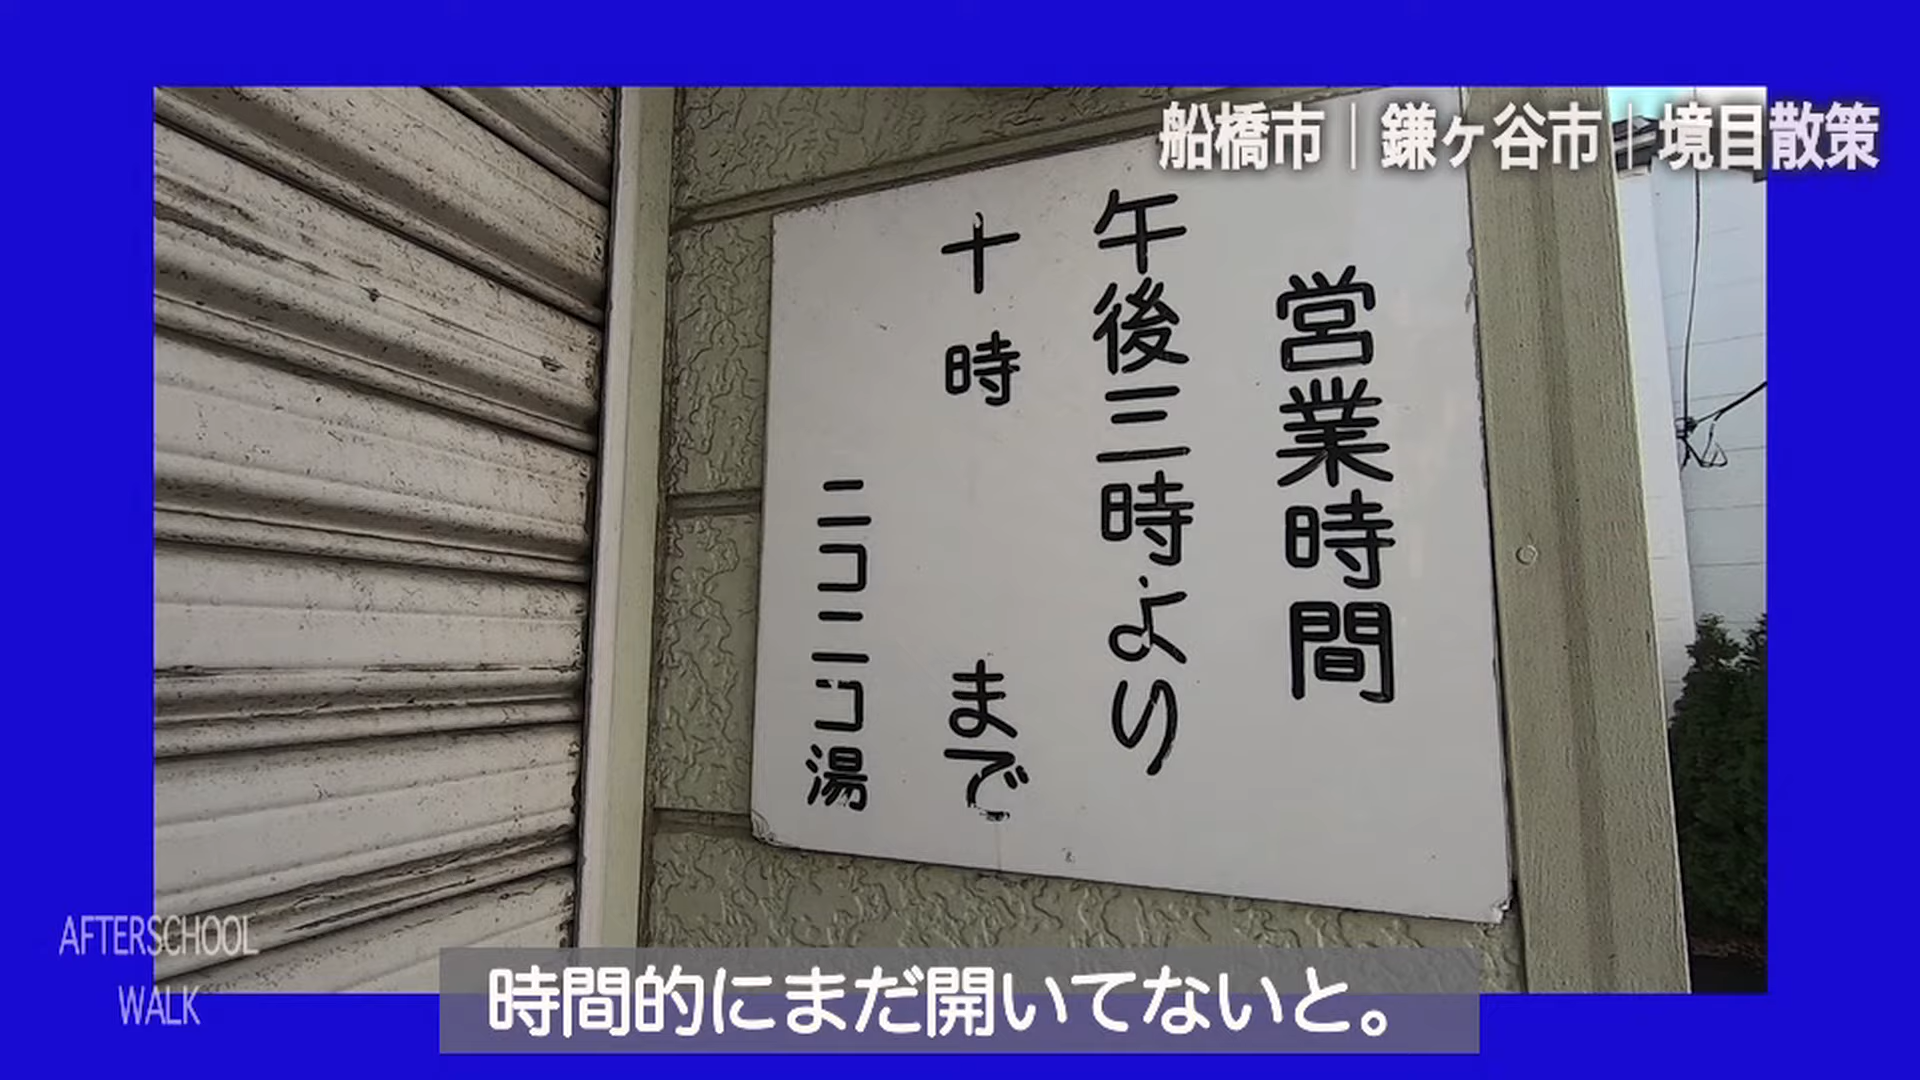 船橋市｜鎌ヶ谷市｜境目散策
営業時間
午後三時より
十時 まで
ニコニコ湯
AFTERSCHOOL
WALK
時間的にまだ開いてないと。